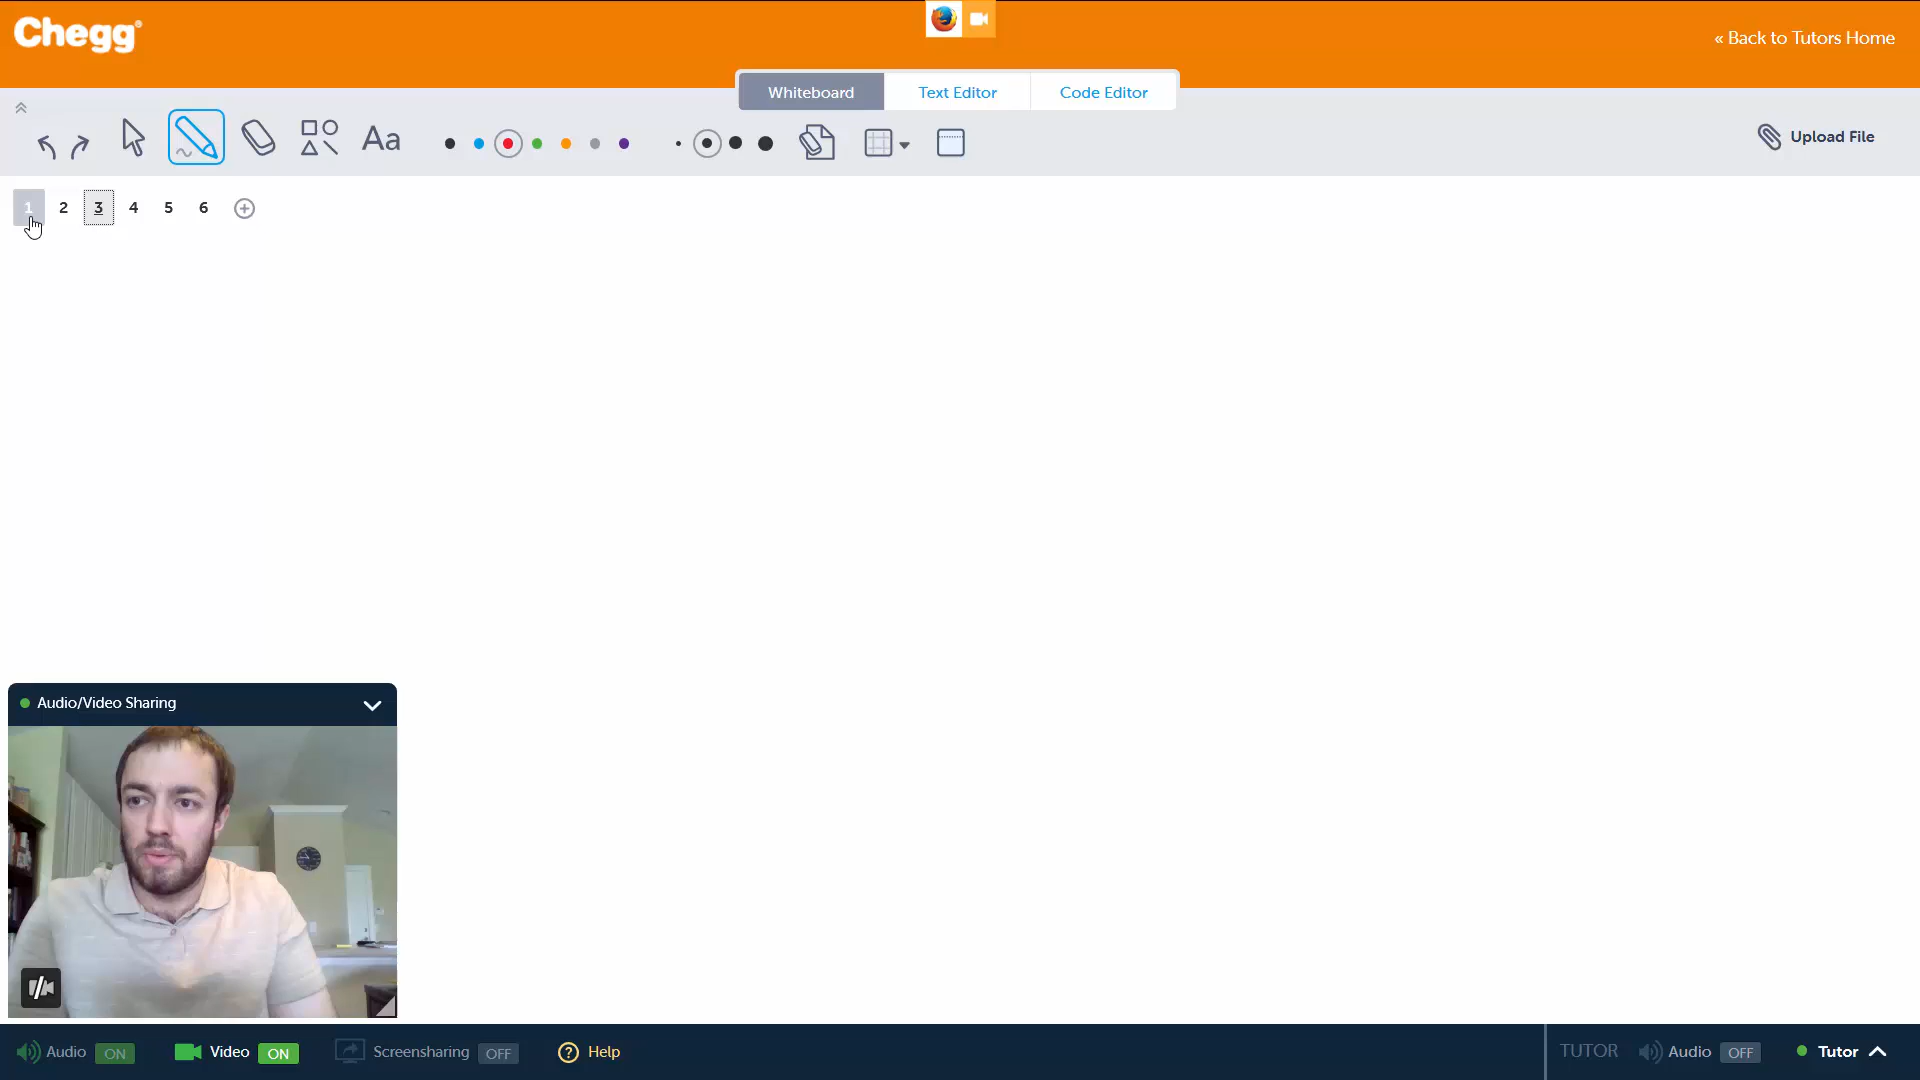 Chegg®
« Back to Tutors Home
Whiteboard
Text Editor
Code Editor
Aa
Upload File
1 2 3 4 5 6
Audio/Video Sharing
Audio ON
Video ON
Screensharing OFF
? Help
TUTOR
Audio OFF
Tutor